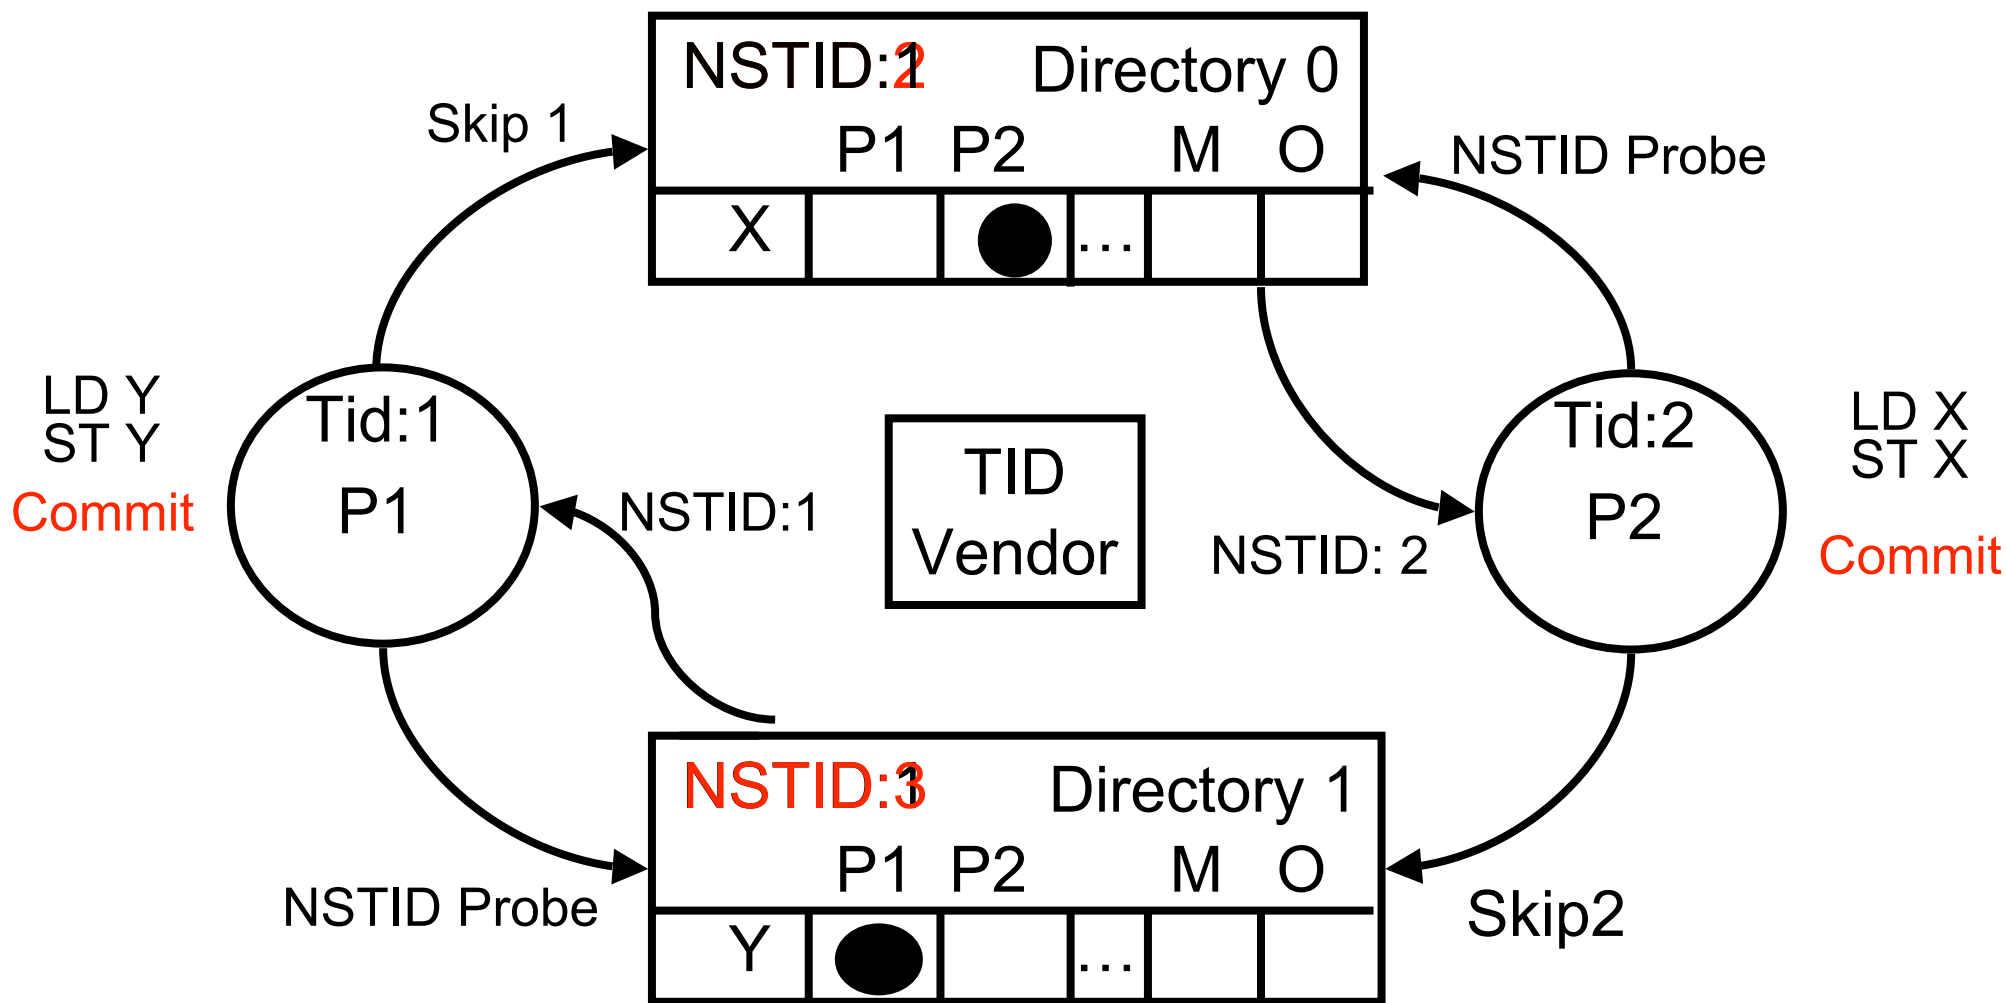 NSTID:1 2 Directory 0
P1 P2 M O
X ...
Skip 1
NSTID Probe
LD Y
ST Y
Commit
Tid:1
P1
NSTID:1
TID
Vendor
NSTID: 2
Tid:2
P2
LD X
ST X
Commit
NSTID:1 3 Directory 1
P1 P2 M O
Y ...
NSTID Probe
Skip2